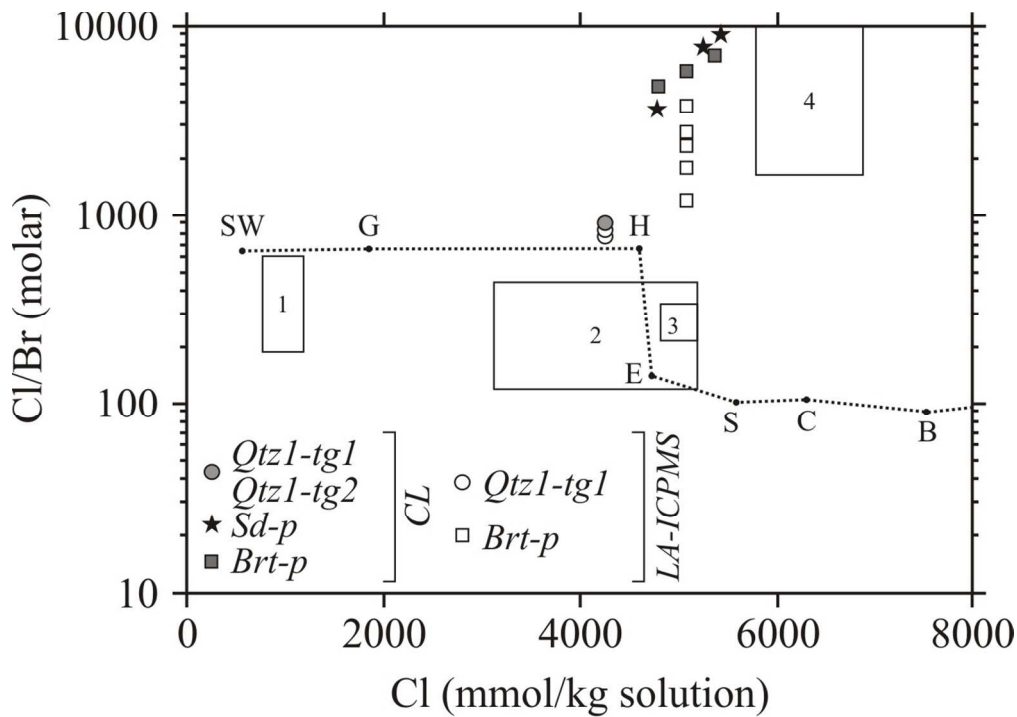 10000
1000
100
10
Cl/Br (molar)
SW
G
H
4
1
2
3
E
S
C
B
Qtz1-tg1
Qtz1-tg2
Sd-p
Brt-p
CL
Qtz1-tg1
Brt-p
LA-ICPMS
0
2000
4000
6000
8000
Cl (mmol/kg solution)